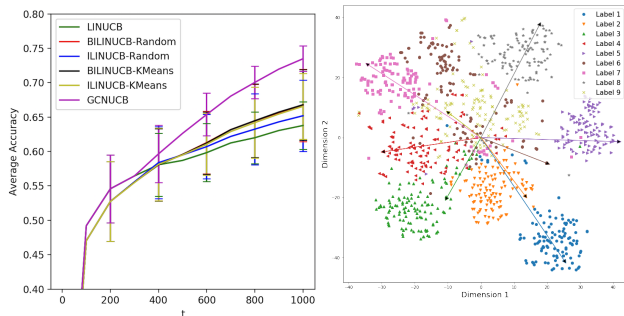 0.80
0.75
0.70
0.65
0.60
0.55
0.50
0.45
0.40
Average Accuracy
LINUCB
BILINUCB-Random
ILINUCB-Random
BILINUCB-KMeans
ILINUCB-KMeans
GCNUCB
0 200 400 600 800 1000
t
40
20
0
-20
-40
Dimension 2
Label 1
Label 2
Label 3
Label 4
Label 5
Label 6
Label 7
Label 8
Label 9
-40 -30 -20 -10 0 10 20 30 40
Dimension 1